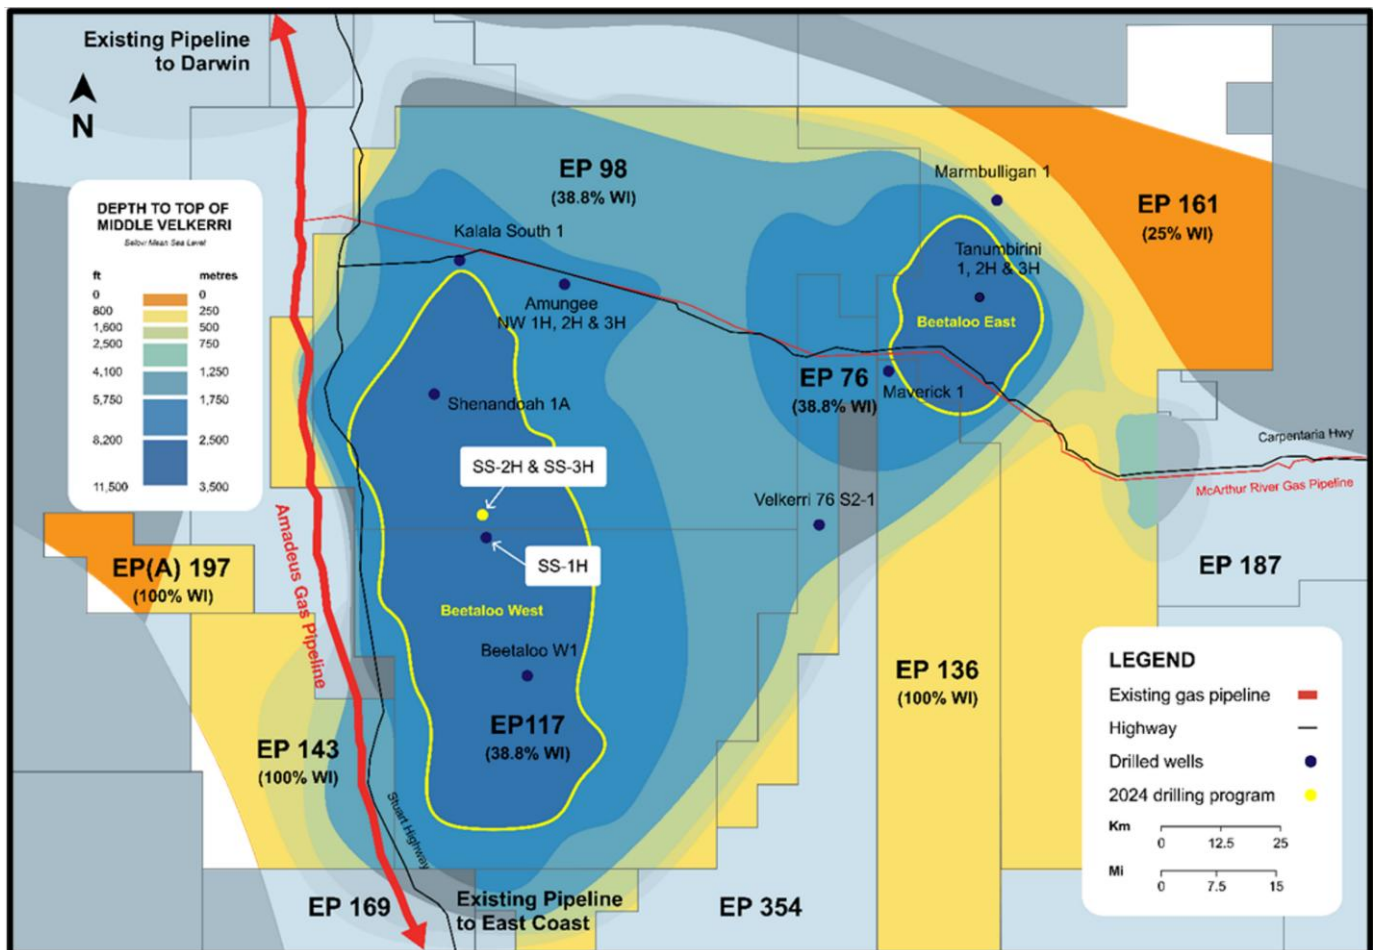 Existing Pipeline
to Darwin
N
DEPTH TO TOP OF
MIDDLE VELKERRI
Below Mean Sea Level
ft metres
0 0
800 250
1,600 500
2,500 750
4,100 1,250
5,750 1,750
8,200 2,500
11,500 3,500
EP 98
(38.8% WI)
Marmbulligan 1
EP 161
(25% WI)
Kalala South 1
Tanumbirini
1, 2H & 3H
Amungee
NW 1H, 2H & 3H
Beetaloo East
EP 76
(38.8% WI)
Maverick 1
Shenandoah 1A
Carpentaria Hwy
McArthur River Gas Pipeline
SS-2H & SS-3H
Velkerri 76 S2-1
SS-1H
EP 187
EP(A) 197
(100% WI)
Amadeus Gas Pipeline
Beetaloo West
Beetaloo W1
EP 136
(100% WI)
EP117
(38.8% WI)
EP 143
(100% WI)
Stuart Highway
LEGEND
Existing gas pipeline
Highway
Drilled wells
2024 drilling program
Km
0 12.5 25
Mi
0 7.5 15
EP 169
Existing Pipeline
to East Coast
EP 354